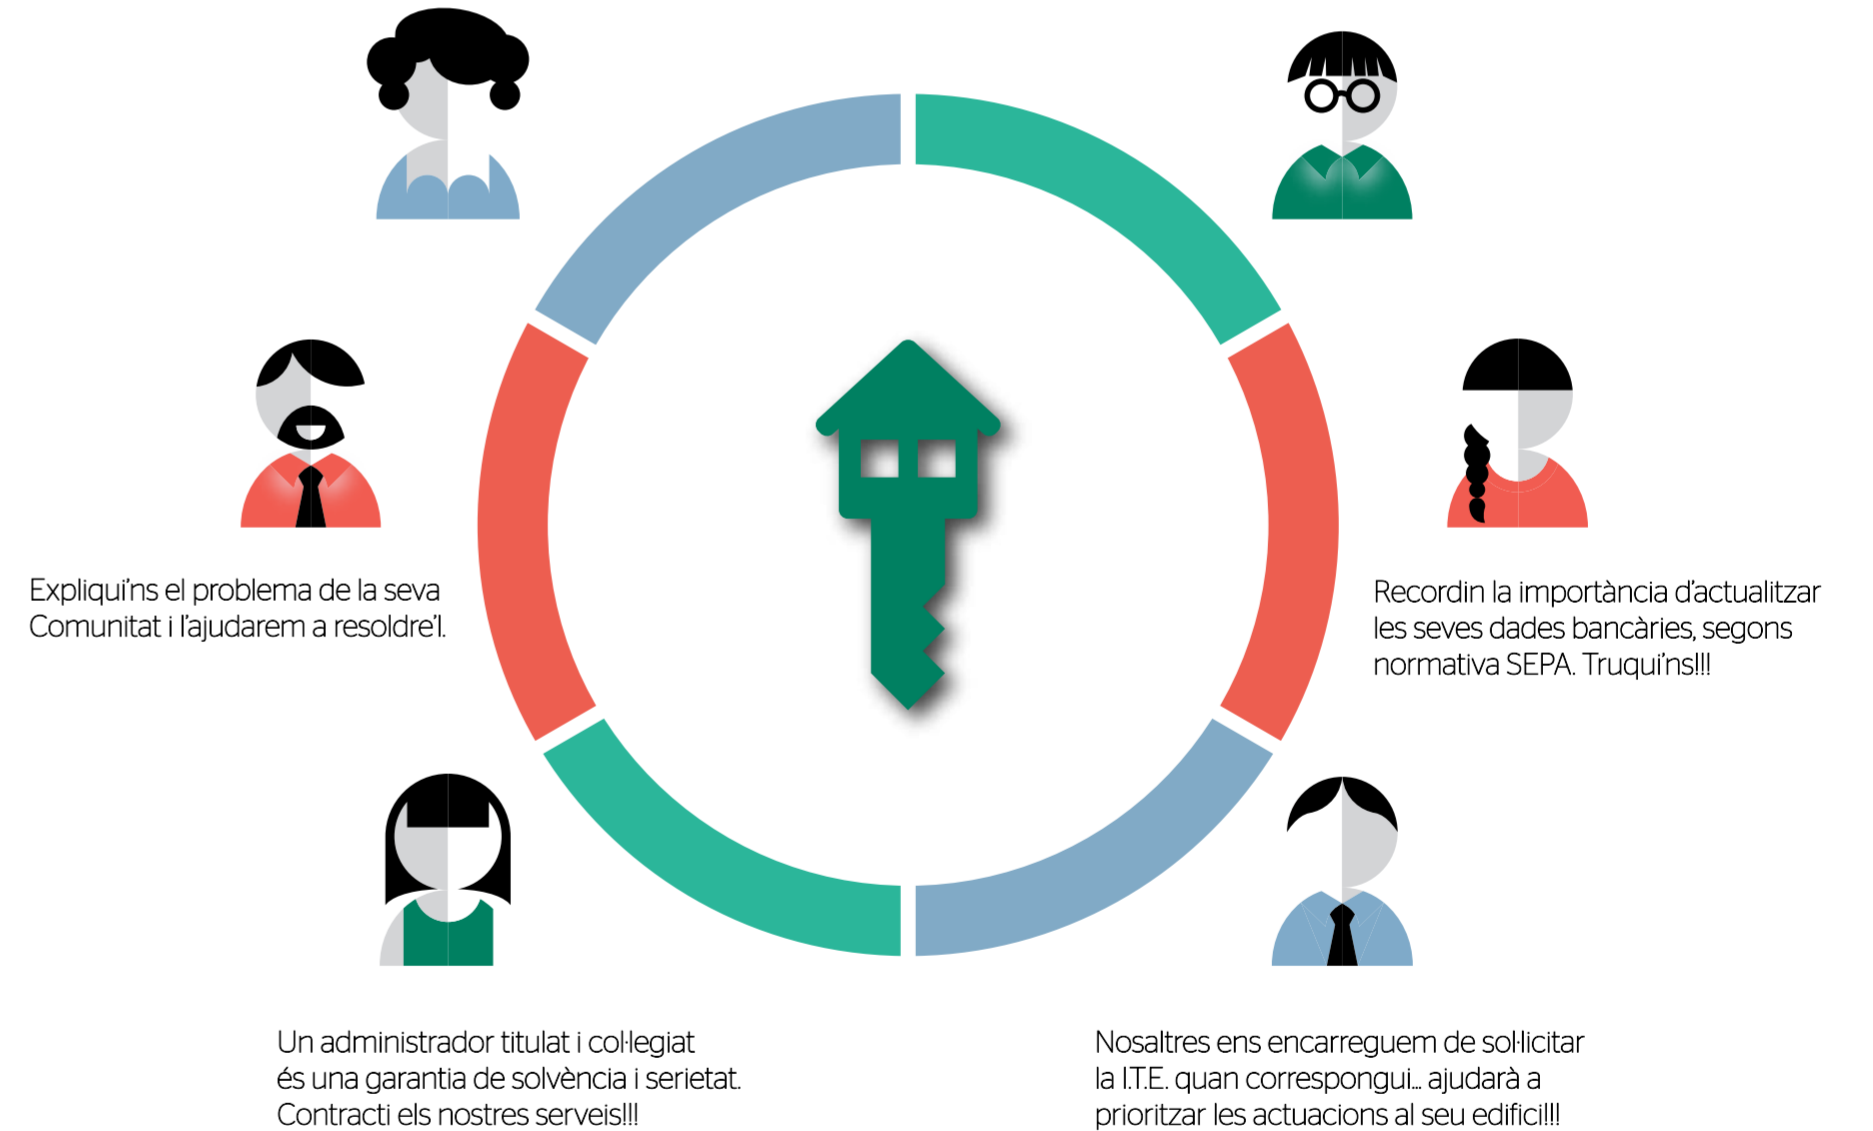 Expliqui'ns el problema de la seva
Comunitat i l'ajudarem a resoldre'l.
Recordin la importància d'actualitzar
les seves dades bancàries, segons
normativa SEPA. Truqui'ns!!!
Un administrador titulat i col·legiat
és una garantia de solvència i serietat.
Contracti els nostres serveis!!!
Nosaltres ens encarreguem de sol·licitar
la I.T.E. quan correspongui... ajudarà a
prioritzar les actuacions al seu edifici!!!